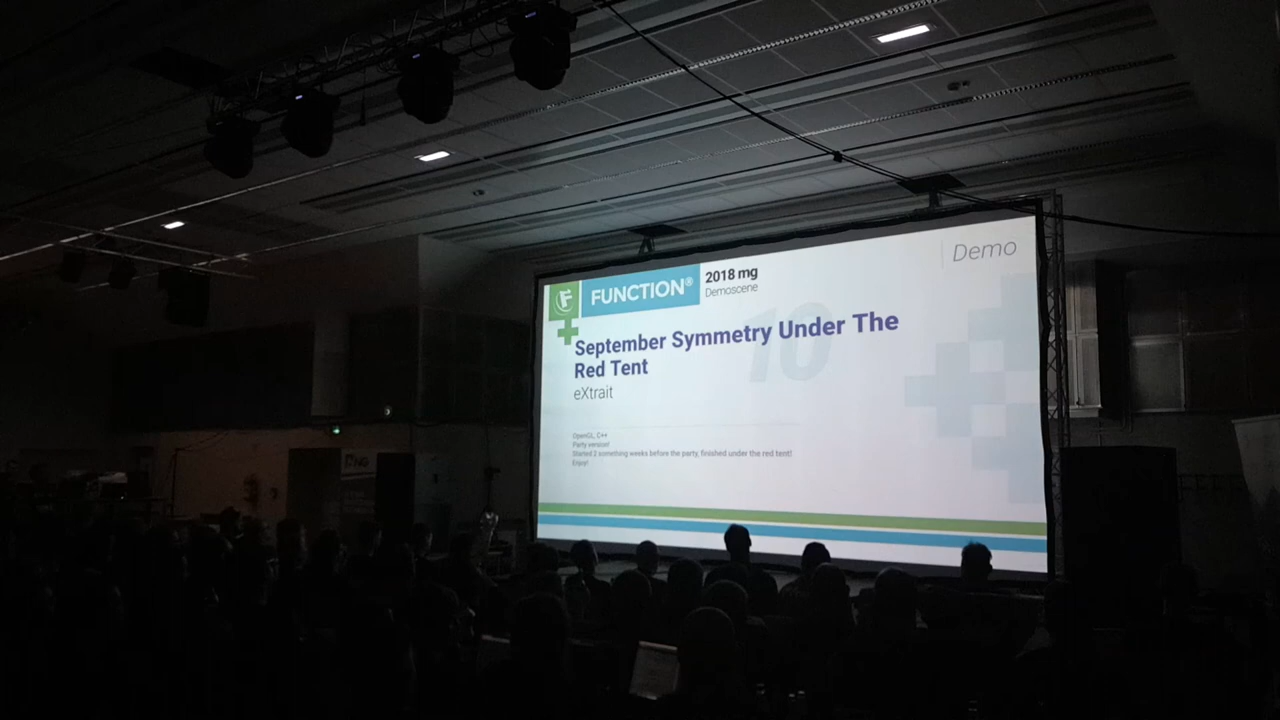 Demo
FUNCTION®
2018 mg
Demoscene
10
September Symmetry Under The
Red Tent
eXtrait
OpenGL, C++
Party version!
Started 2 something weeks before the party, finished under the red tent!
Enjoy!